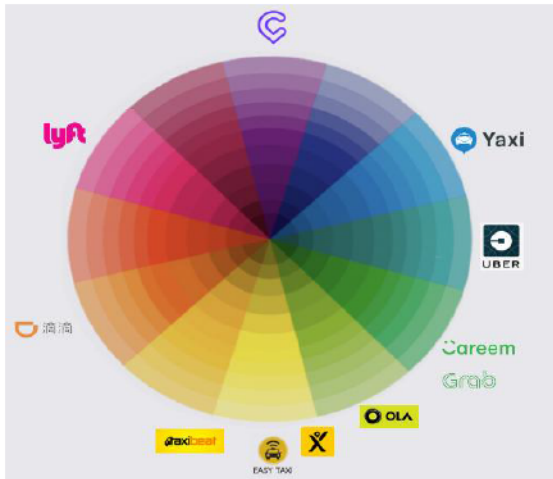 lyft
Yaxi
UBER
滴滴
Careem
Grab
OLA
taxibeat
EASY TAXI